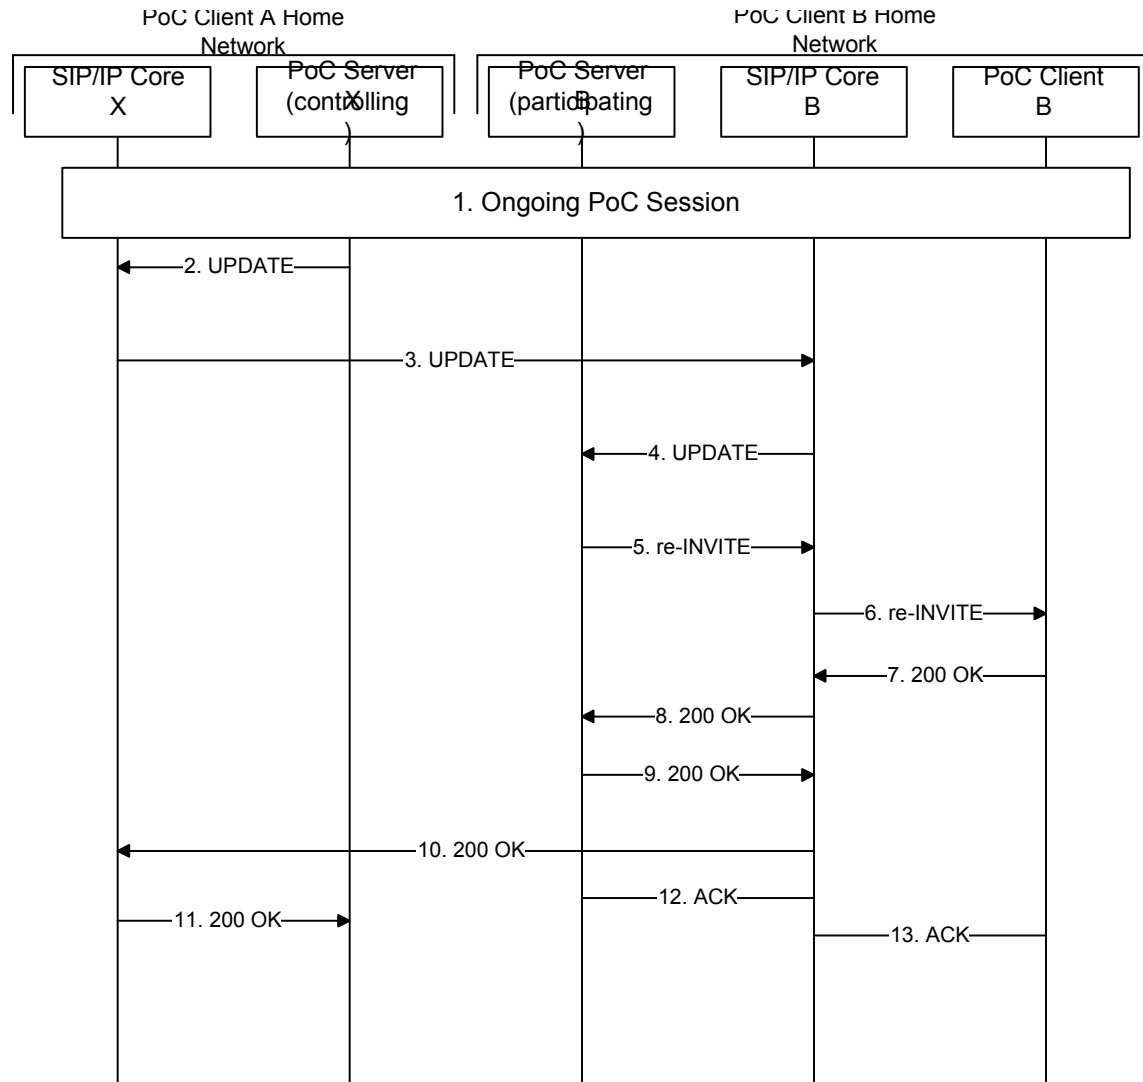 PoC Client A Home
Network
PoC Client B Home
Network
SIP/IP Core
X
PoC Server
X
(controlling
)
PoC Server
B
(participating
)
SIP/IP Core
B
PoC Client
B
1. Ongoing PoC Session
2. UPDATE
3. UPDATE
4. UPDATE
5. re-INVITE
6. re-INVITE
7. 200 OK
8. 200 OK
9. 200 OK
10. 200 OK
12. ACK
11. 200 OK
13. ACK